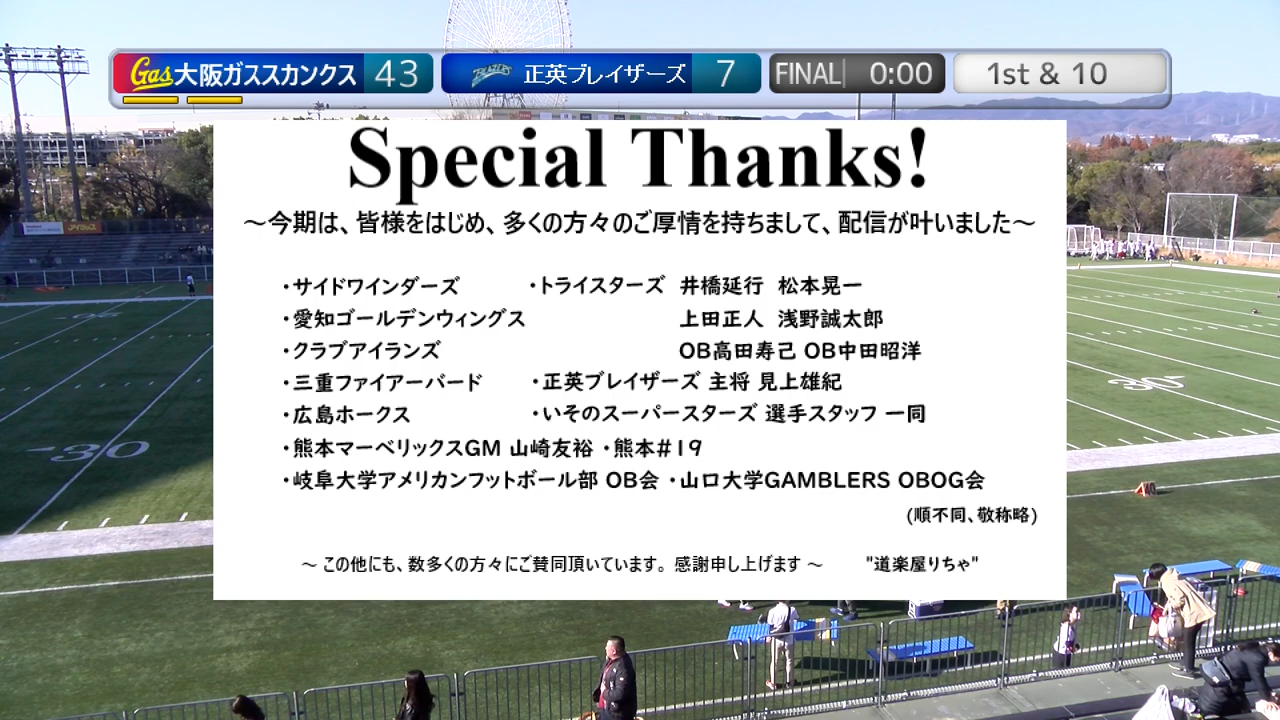 Gas大阪ガススカンクス 43 BLAZERS 正英ブレイザーズ 7 FINAL 0:00 1st & 10
Special Thanks!
～今期は、皆様をはじめ、多くの方々のご厚情を持ちまして、配信が叶いました～
・サイドワインダーズ ・トライスターズ 井橋延行 松本晃一
・愛知ゴールデンウィングス 上田正人 浅野誠太郎
・クラブアイランズ OB高田寿己 OB中田昭洋
・三重ファイアーバード ・正英ブレイザーズ 主将 見上雄紀
・広島ホークス ・いそのスーパースターズ 選手スタッフ 一同
・熊本マーベリックスGM 山崎友裕 ・熊本#19
・岐阜大学アメリカンフットボール部 OB会 ・山口大学GAMBLERS OBOG会
(順不同、敬称略)
～ この他にも、数多くの方々にご賛同頂いています。感謝申し上げます ～ "道楽屋りちゃ"
30
30